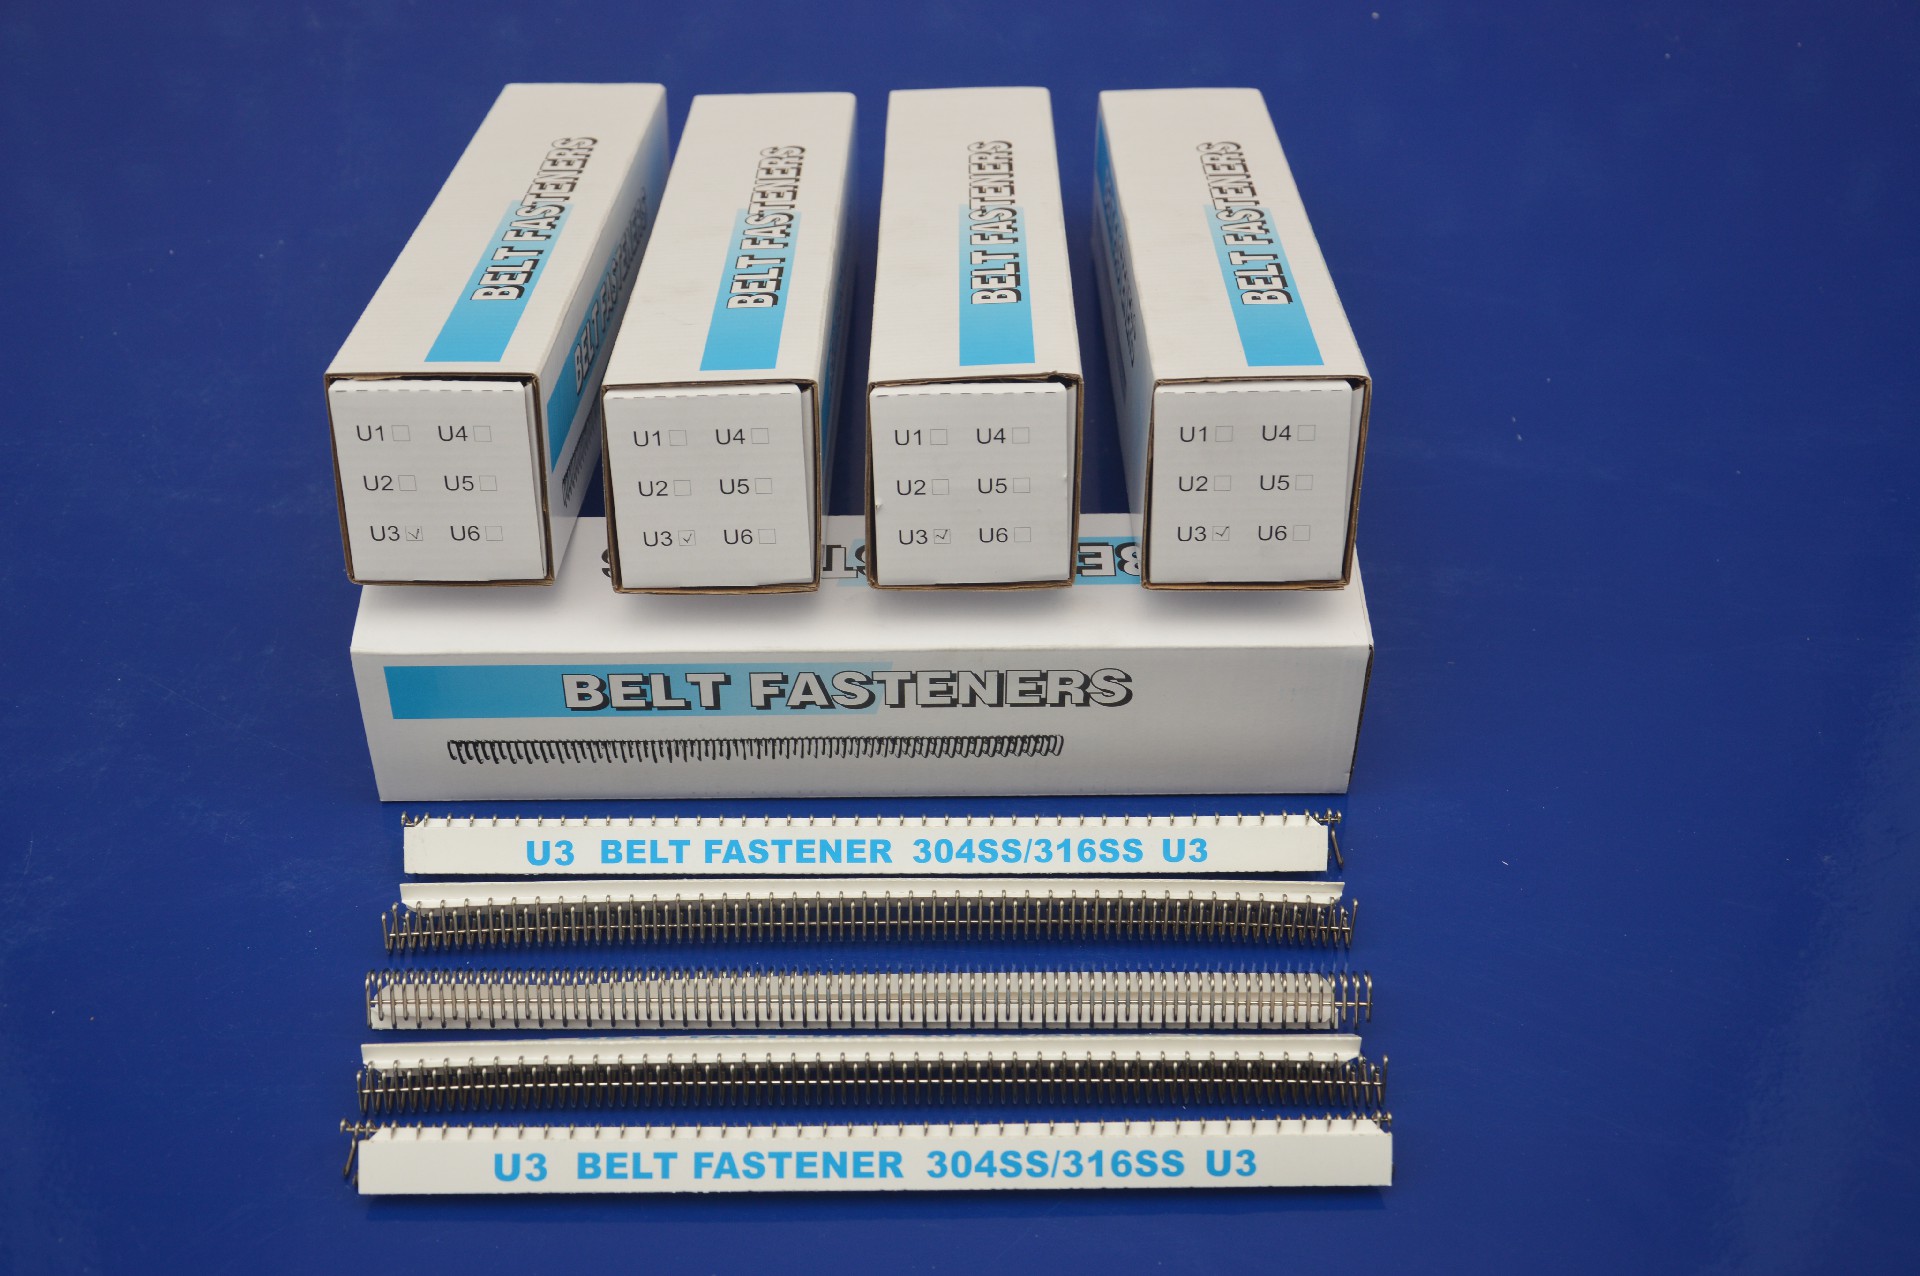 BELT FASTENERS
BELT FASTENERS
BELT FASTENERS
BELT FASTENERS
BELT FASTENERS
U1 U4
U2 U5
U3 ✓ U6
U1 U4
U2 U5
U3 ✓ U6
U1 U4
U2 U5
U3 ✓ U6
U1 U4
U2 U5
U3 ✓ U6
BELT FASTENERS
U3 BELT FASTENER 304SS/316SS U3
U3 BELT FASTENER 304SS/316SS U3